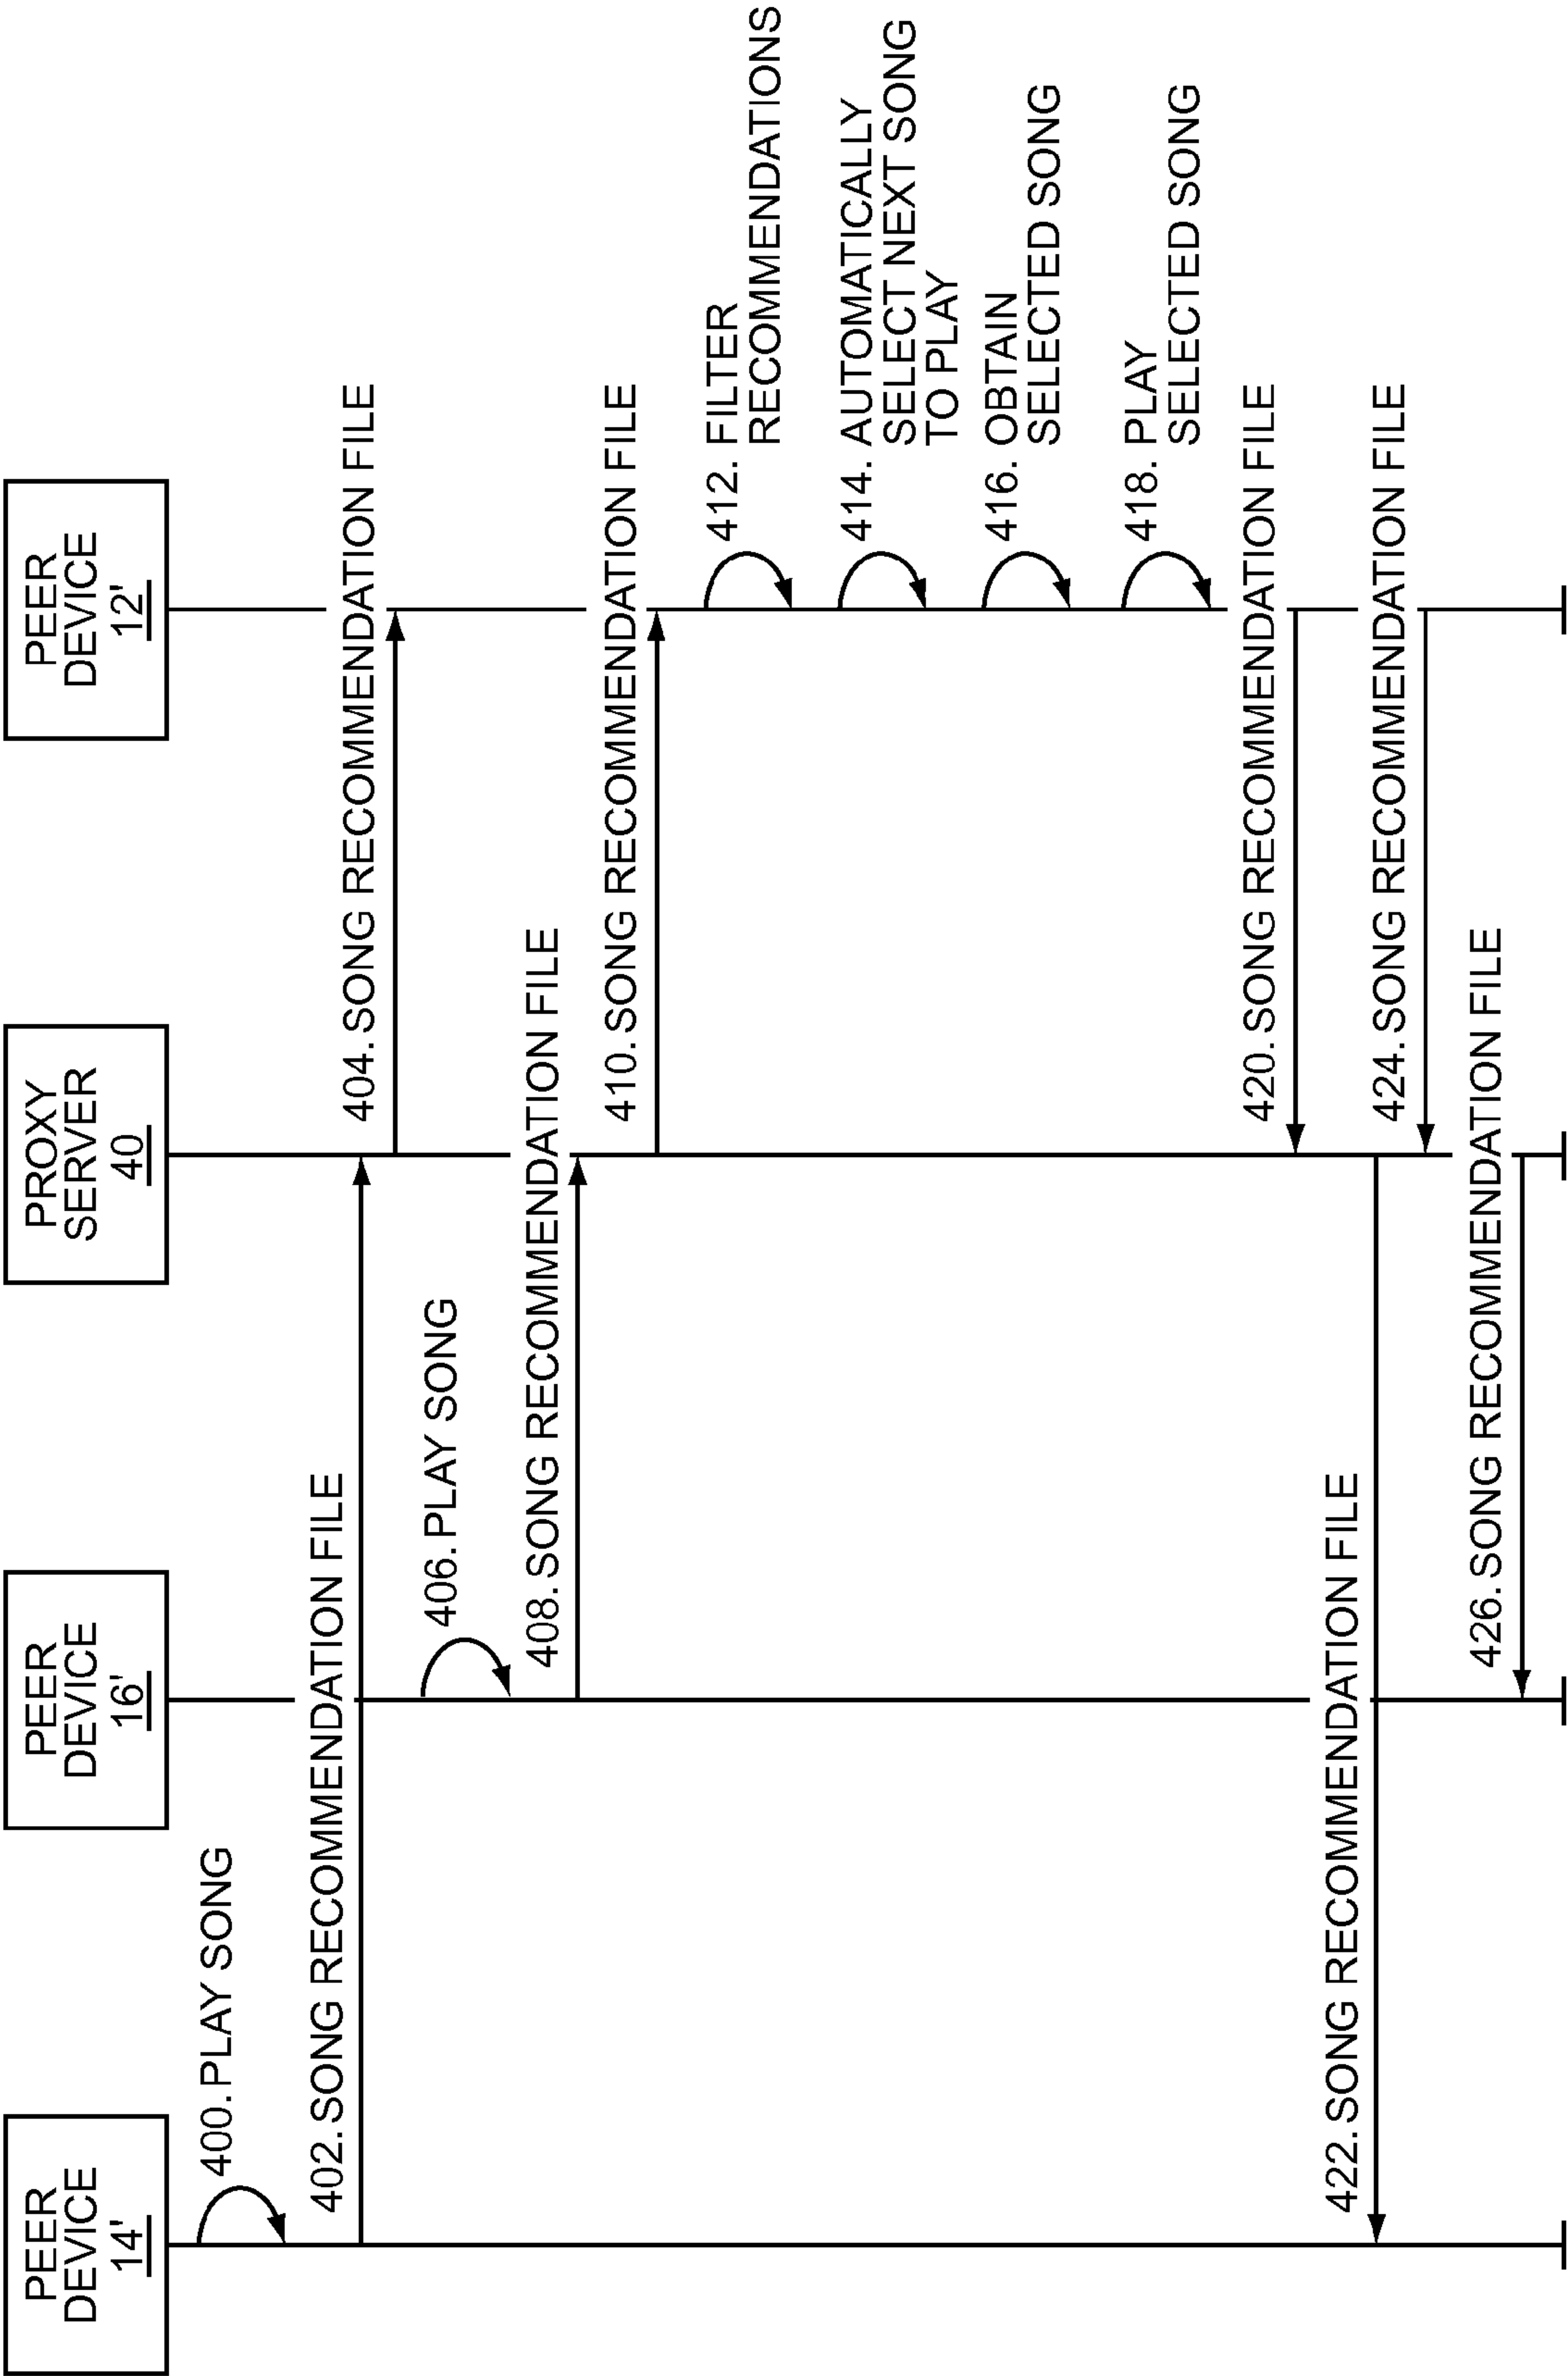 PEER
DEVICE
14'
PEER
DEVICE
16'
PROXY
SERVER
40
PEER
DEVICE
12'
400. PLAY SONG
402. SONG RECOMMENDATION FILE
404. SONG RECOMMENDATION FILE
406. PLAY SONG
408. SONG RECOMMENDATION FILE
410. SONG RECOMMENDATION FILE
412. FILTER
RECOMMENDATIONS
414. AUTOMATICALLY
SELECT NEXT SONG
TO PLAY
416. OBTAIN
SELECTED SONG
418. PLAY
SELECTED SONG
420. SONG RECOMMENDATION FILE
422. SONG RECOMMENDATION FILE
424. SONG RECOMMENDATION FILE
426. SONG RECOMMENDATION FILE